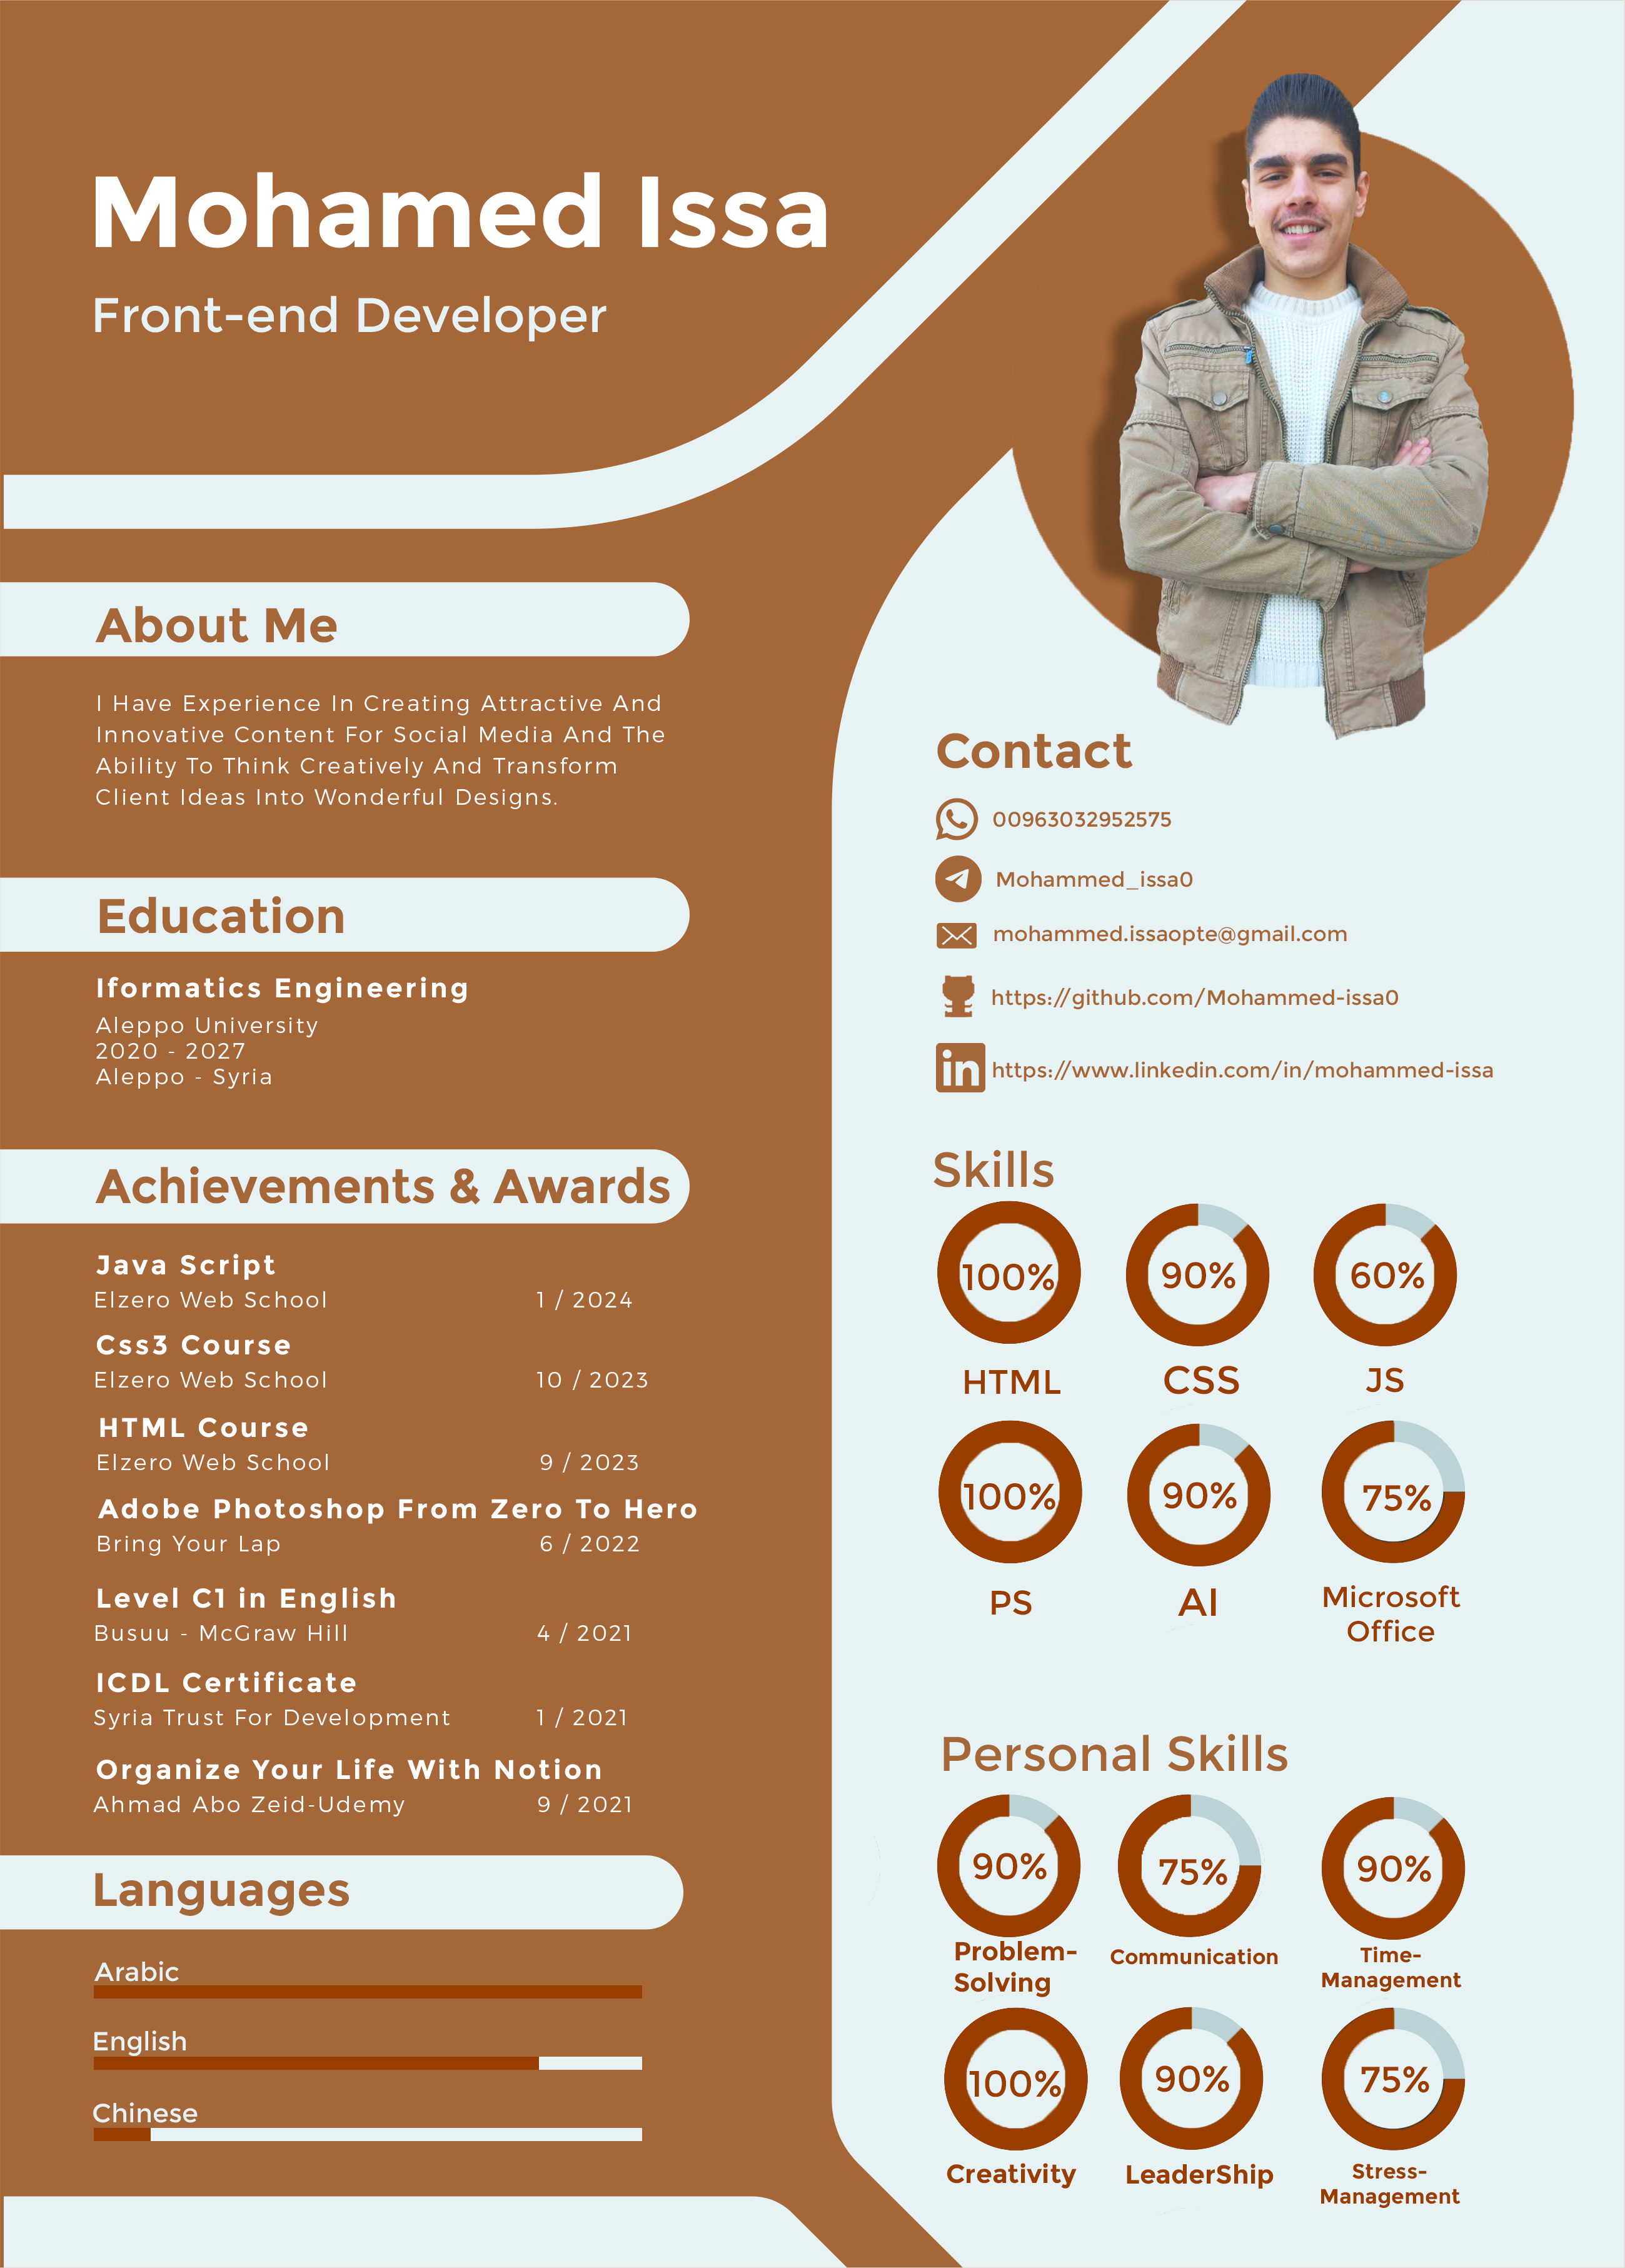 Mohamed Issa
Front-end Developer
About Me
I Have Experience In Creating Attractive And
Innovative Content For Social Media And The
Ability To Think Creatively And Transform
Client Ideas Into Wonderful Designs.
Education
Iformatics Engineering
Aleppo University
2020 - 2027
Aleppo - Syria
Achievements & Awards
Java Script
Elzero Web School 1 / 2024
Css3 Course
Elzero Web School 10 / 2023
HTML Course
Elzero Web School 9 / 2023
Adobe Photoshop From Zero To Hero
Bring Your Lap 6 / 2022
Level C1 in English
Busuu - McGraw Hill 4 / 2021
ICDL Certificate
Syria Trust For Development 1 / 2021
Organize Your Life With Notion
Ahmad Abo Zeid-Udemy 9 / 2021
Languages
Arabic
English
Chinese
Contact
00963032952575
Mohammed_issa0
mohammed.issaopte@gmail.com
https://github.com/Mohammed-issa0
in https://www.linkedin.com/in/mohammed-issa
Skills
100% 90% 60%
HTML CSS JS
100% 90% 75%
PS AI Microsoft
Office
Personal Skills
90% 75% 90%
Problem- Communication Time-
Solving Management
100% 90% 75%
Creativity LeaderShip Stress-
Management